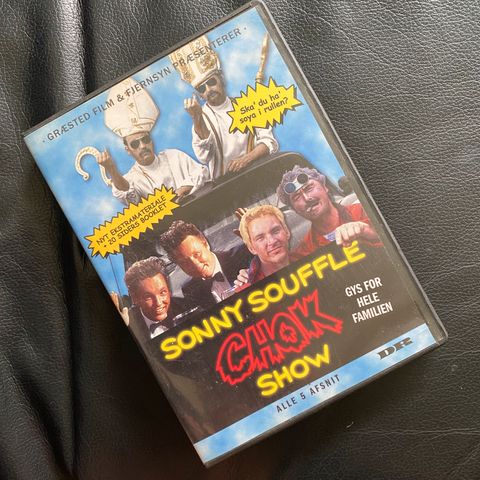 · GRÆSTED FILM & FJERNSYN PRÆSENTERER ·
Ska' du ha'
soya i rullen?
NYT EKSTRAMATERIALE
+ 20 SIDERS BOOKLET
SONNY SOUFFLÉ
CHOK
SHOW
GYS FOR
HELE
FAMILIEN
ALLE 5 AFSNIT
DR